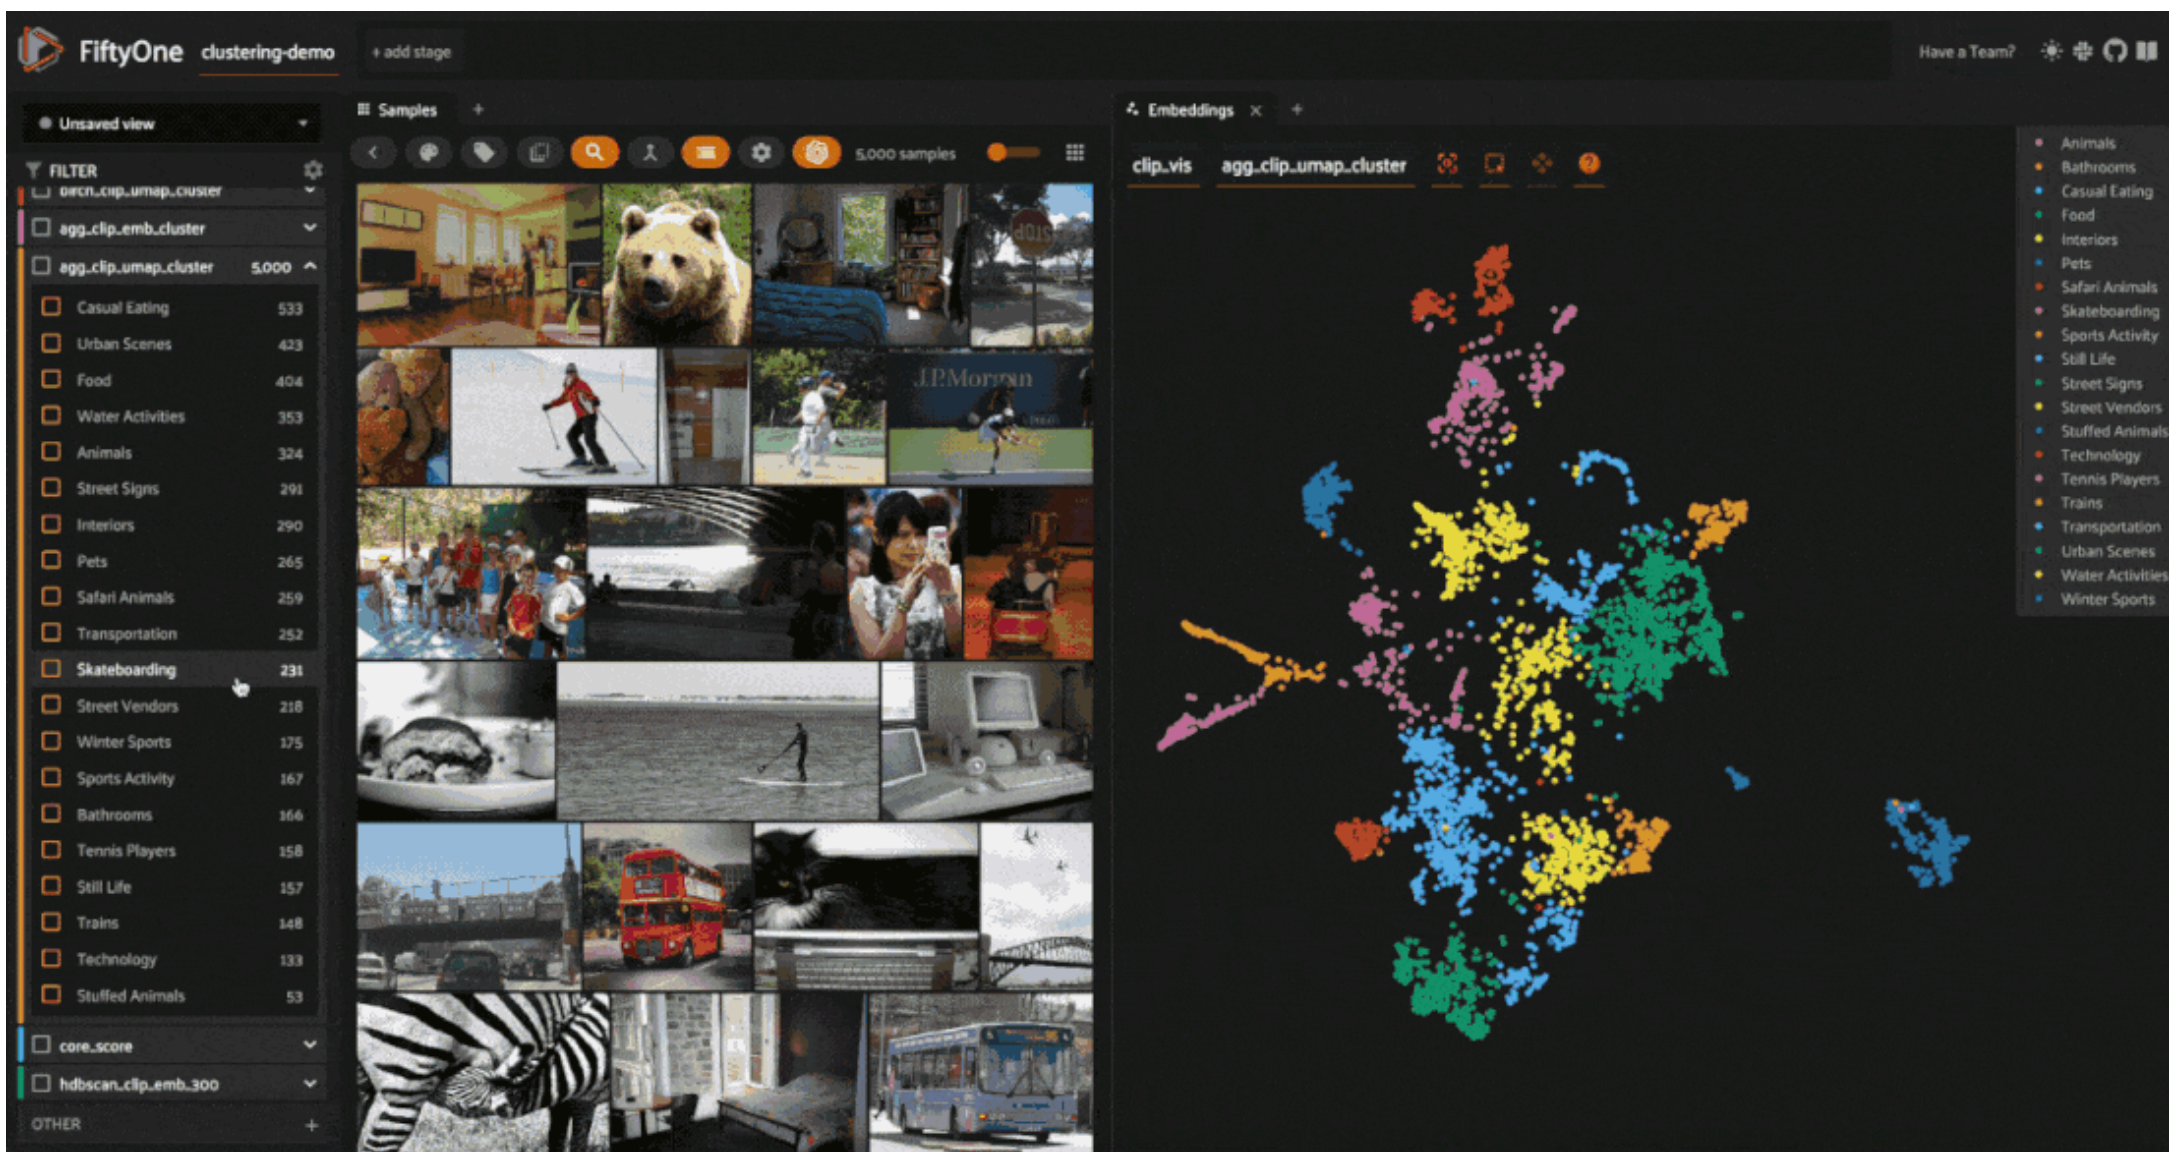 FiftyOne
clustering-demo
+ add stage
Have a Team?
Unsaved view
FILTER
birch_clip_umap_cluster
agg_clip_emb_cluster
agg_clip_umap_cluster 5,000
Casual Eating 533
Urban Scenes 423
Food 404
Water Activities 353
Animals 324
Street Signs 291
Interiors 290
Pets 265
Safari Animals 259
Transportation 252
Skateboarding 231
Street Vendors 218
Winter Sports 175
Sports Activity 167
Bathrooms 166
Tennis Players 158
Still Life 157
Trains 148
Technology 133
Stuffed Animals 53
core_score
hdbscan_clip_emb_300
OTHER +
Samples +
5,000 samples
STOP
J.P.Morgan
Embeddings × +
clip_vis
agg_clip_umap_cluster
?
Animals
Bathrooms
Casual Eating
Food
Interiors
Pets
Safari Animals
Skateboarding
Sports Activity
Still Life
Street Signs
Street Vendors
Stuffed Animals
Technology
Tennis Players
Trains
Transportation
Urban Scenes
Water Activities
Winter Sports